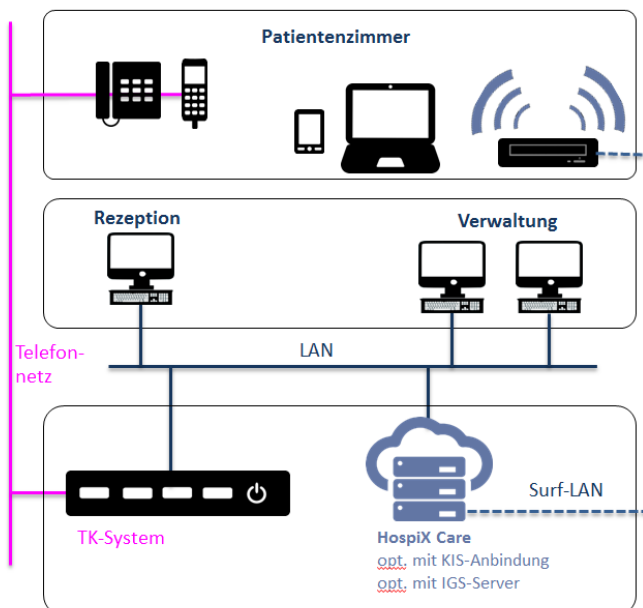 Patientenzimmer
Rezeption
Verwaltung
LAN
Telefon-
netz
Surf-LAN
TK-System
HospiX Care
opt. mit KIS-Anbindung
opt. mit IGS-Server